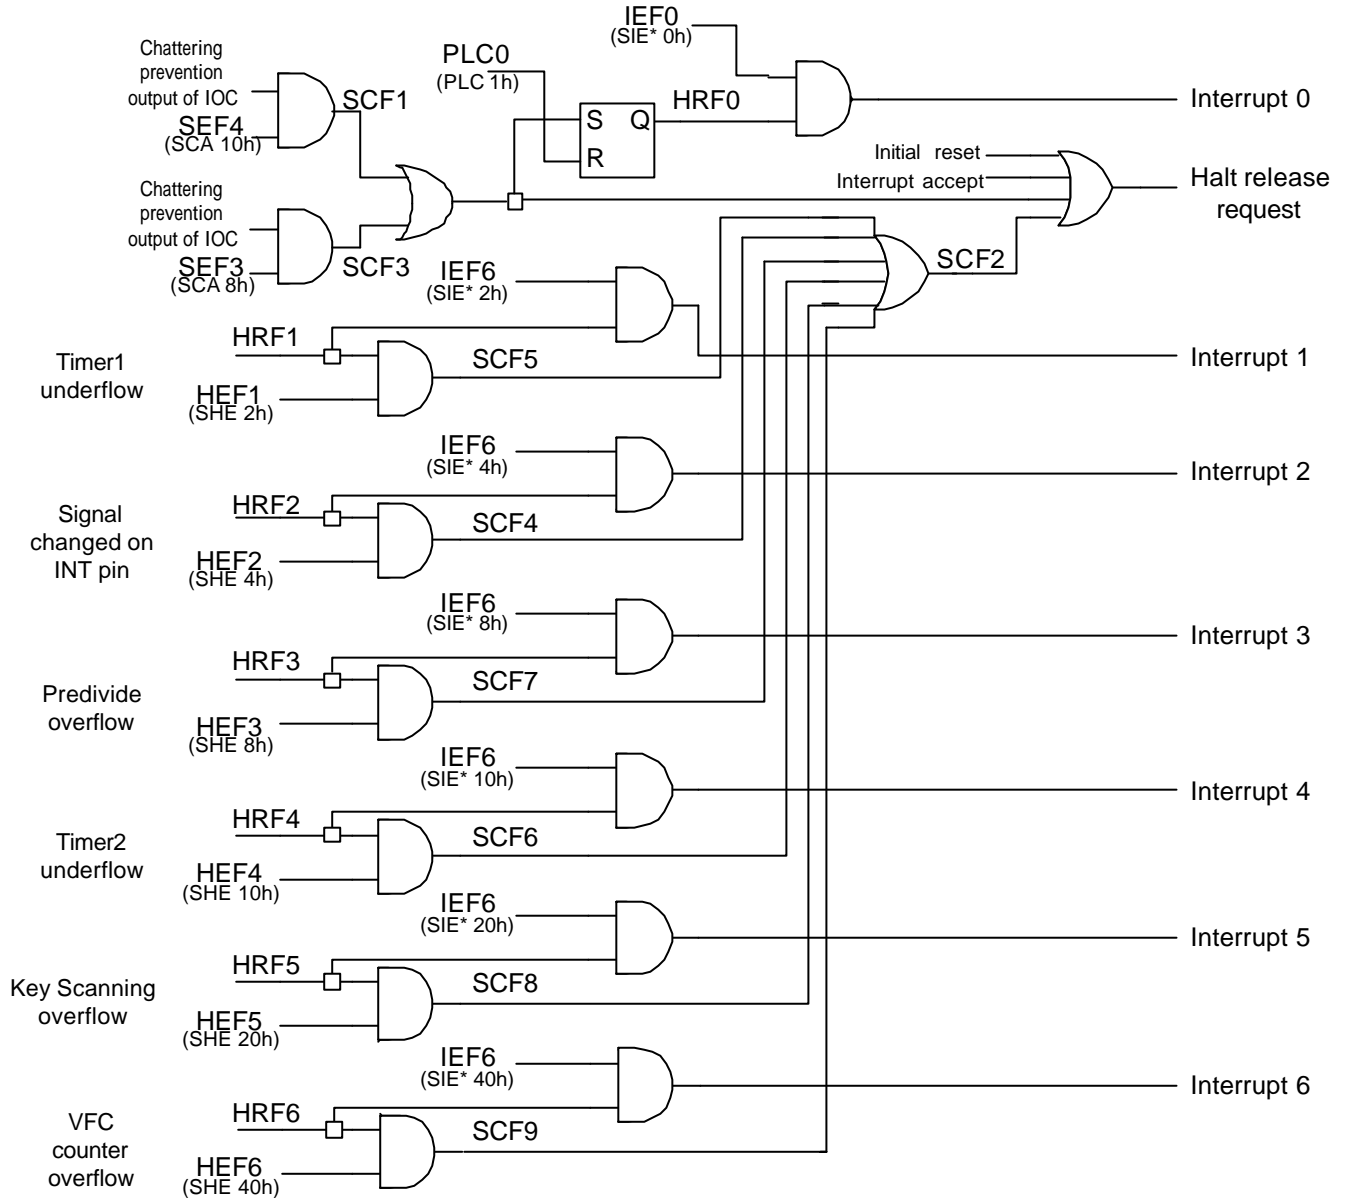 IEF0
(SIE* 0h)
Chattering
prevention
output of IOC
PLC0
(PLC 1h)
SCF1
HRF0
Interrupt 0
SEF4
(SCA 10h)
S Q
R
Initial reset
Interrupt accept
Halt release
request
Chattering
prevention
output of IOC
SEF3
(SCA 8h)
SCF3
IEF6
(SIE* 2h)
SCF2
HRF1
Timer1
underflow
SCF5
Interrupt 1
HEF1
(SHE 2h)
IEF6
(SIE* 4h)
Interrupt 2
HRF2
Signal
changed on
INT pin
SCF4
HEF2
(SHE 4h)
IEF6
(SIE* 8h)
Interrupt 3
HRF3
Predivide
overflow
SCF7
HEF3
(SHE 8h)
IEF6
(SIE* 10h)
Interrupt 4
HRF4
Timer2
underflow
SCF6
HEF4
(SHE 10h)
IEF6
(SIE* 20h)
Interrupt 5
HRF5
Key Scanning
overflow
SCF8
HEF5
(SHE 20h)
IEF6
(SIE* 40h)
Interrupt 6
HRF6
VFC
counter
overflow
SCF9
HEF6
(SHE 40h)